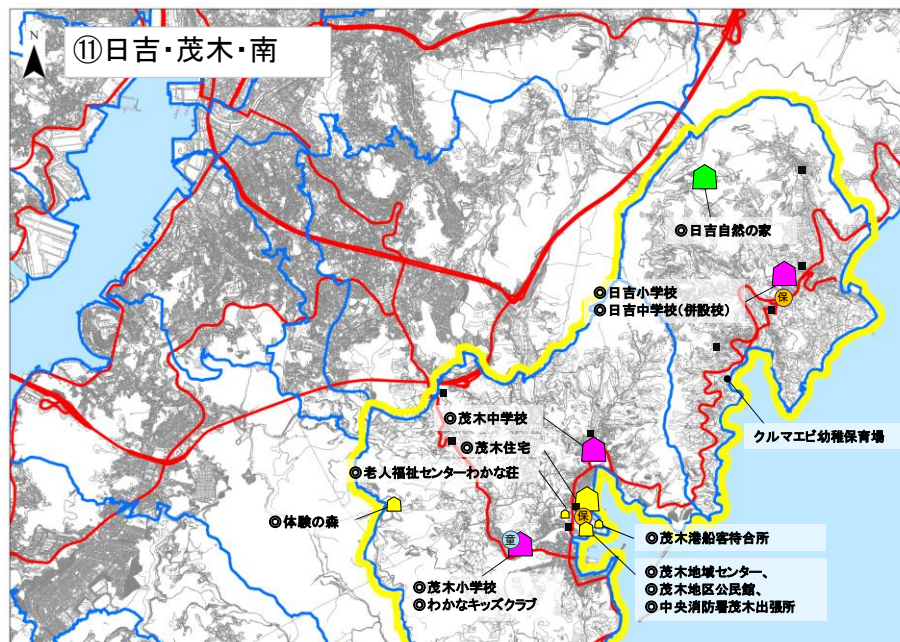 N
⑪日吉・茂木・南
◎日吉自然の家
◎日吉小学校
◎日吉中学校(併設校)
保
クルマエビ幼稚保育場
◎茂木中学校
◎茂木住宅
◎老人福祉センターわかな荘
◎体験の森
保
童
◎茂木港船客待合所
◎茂木小学校
◎わかなキッズクラブ
◎茂木地域センター、
◎茂木地区公民館、
◎中央消防署茂木出張所